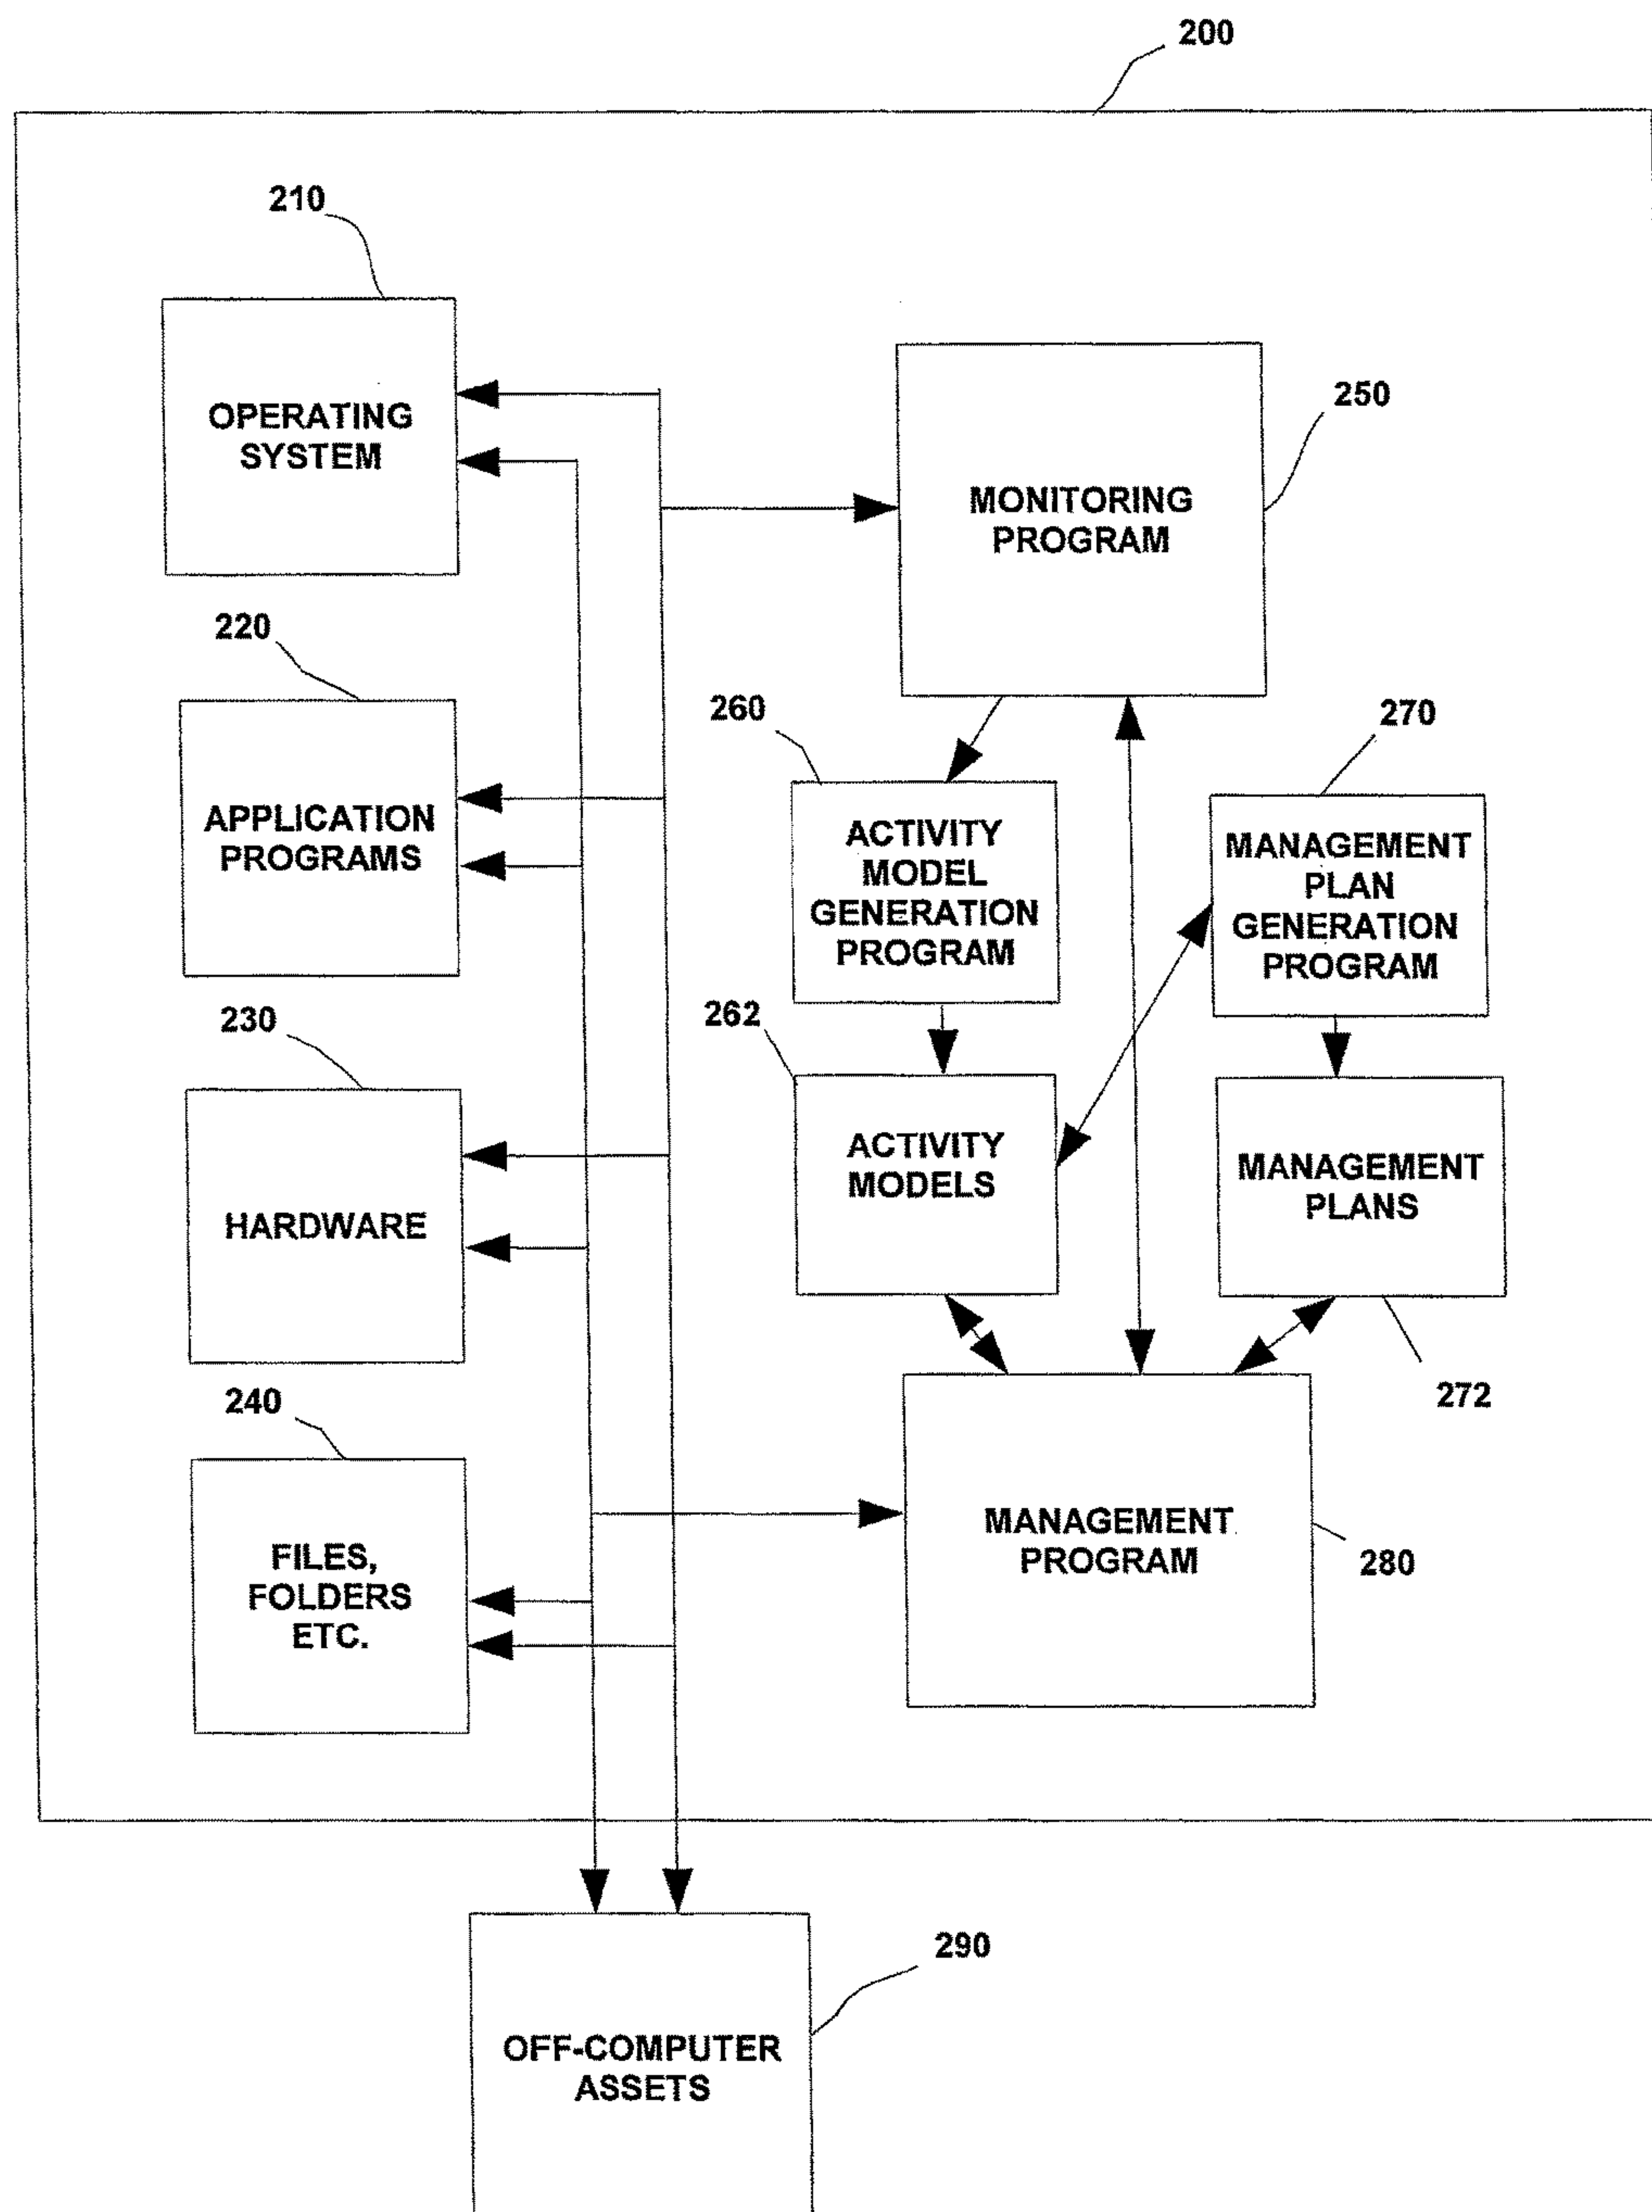 200
210
OPERATING
SYSTEM
250
MONITORING
PROGRAM
220
APPLICATION
PROGRAMS
260
ACTIVITY
MODEL
GENERATION
PROGRAM
270
MANAGEMENT
PLAN
GENERATION
PROGRAM
230
HARDWARE
262
ACTIVITY
MODELS
MANAGEMENT
PLANS
272
240
FILES,
FOLDERS
ETC.
MANAGEMENT
PROGRAM
280
290
OFF-COMPUTER
ASSETS